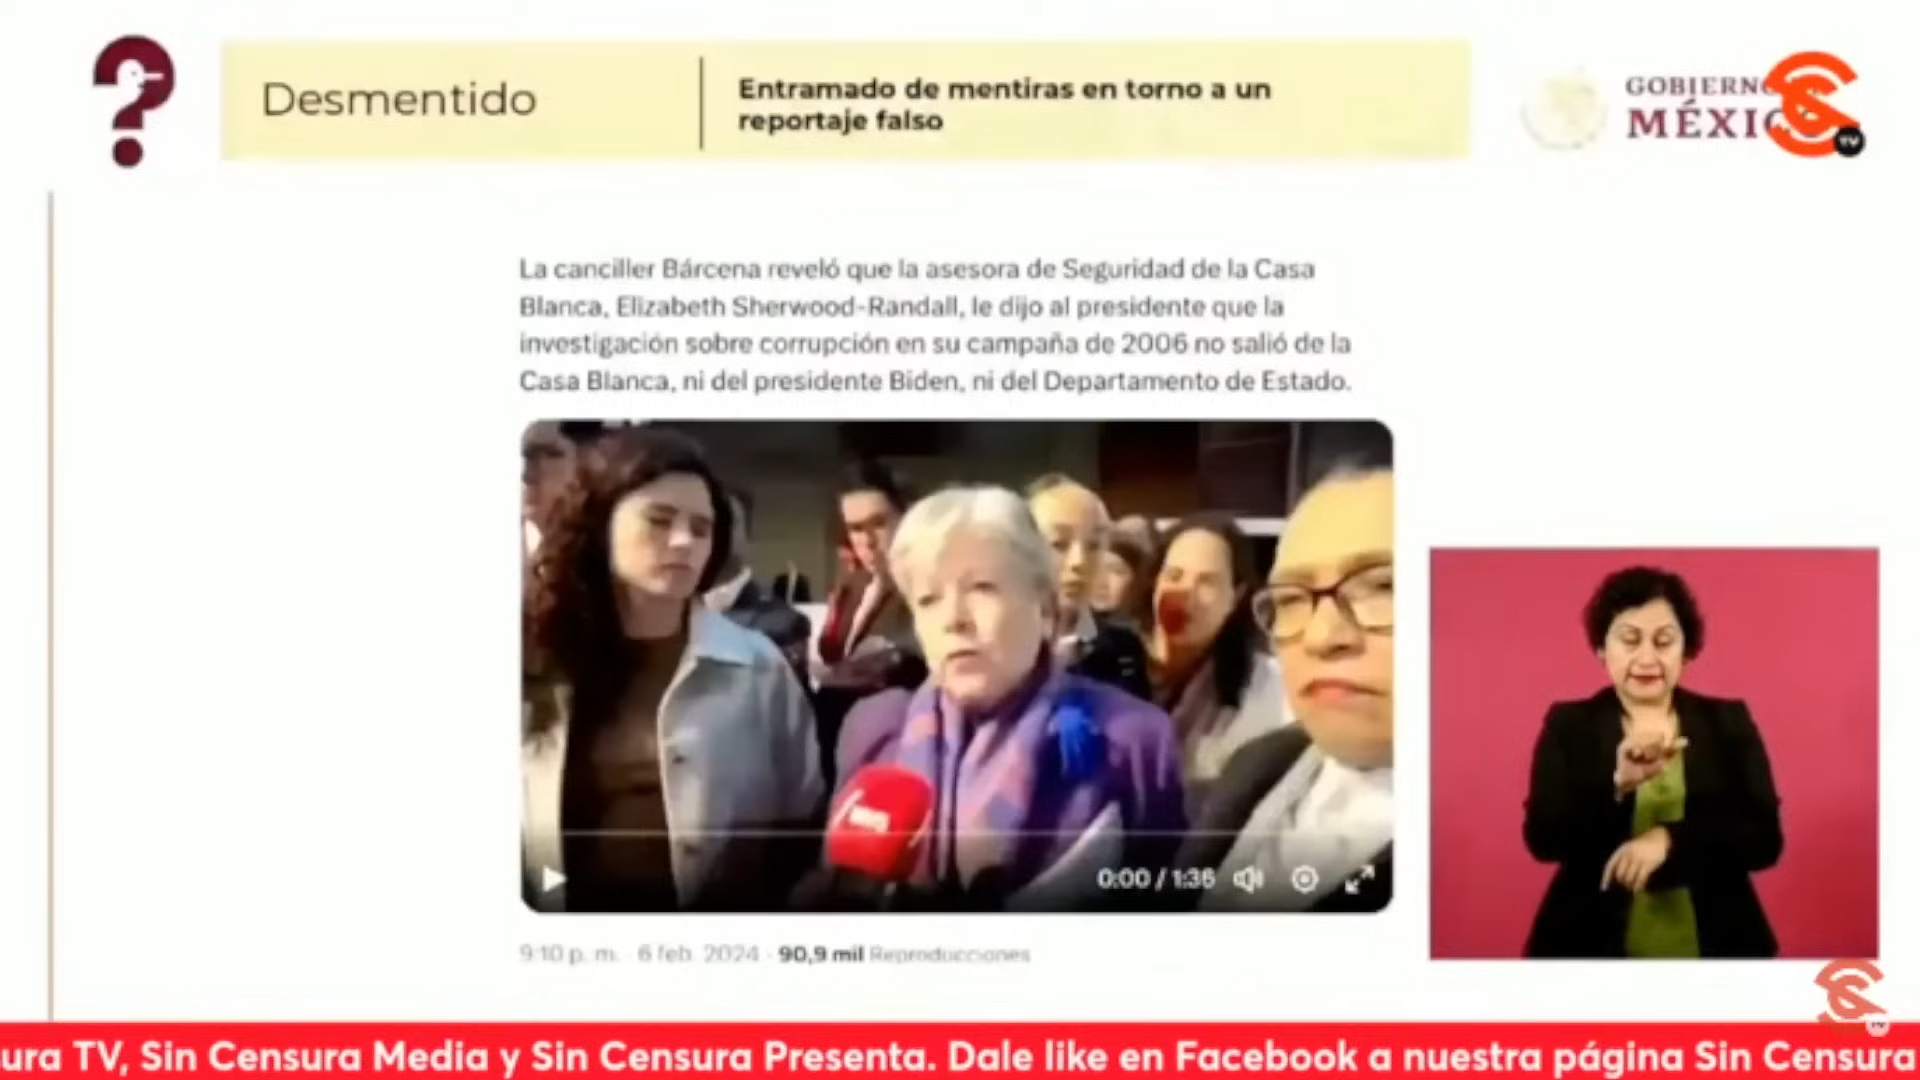 Desmentido
Entramado de mentiras en torno a un
reportaje falso
GOBIERNO
MÉXIC
TV
La canciller Bárcena reveló que la asesora de Seguridad de la Casa
Blanca, Elizabeth Sherwood-Randall, le dijo al presidente que la
investigación sobre corrupción en su campaña de 2006 no salió de la
Casa Blanca, ni del presidente Biden, ni del Departamento de Estado.
0:00 / 1:36
9:10 p. m. · 6 feb. 2024 · 90,9 mil Reproducciones
TV
ura TV, Sin Censura Media y Sin Censura Presenta. Dale like en Facebook a nuestra página Sin Censura